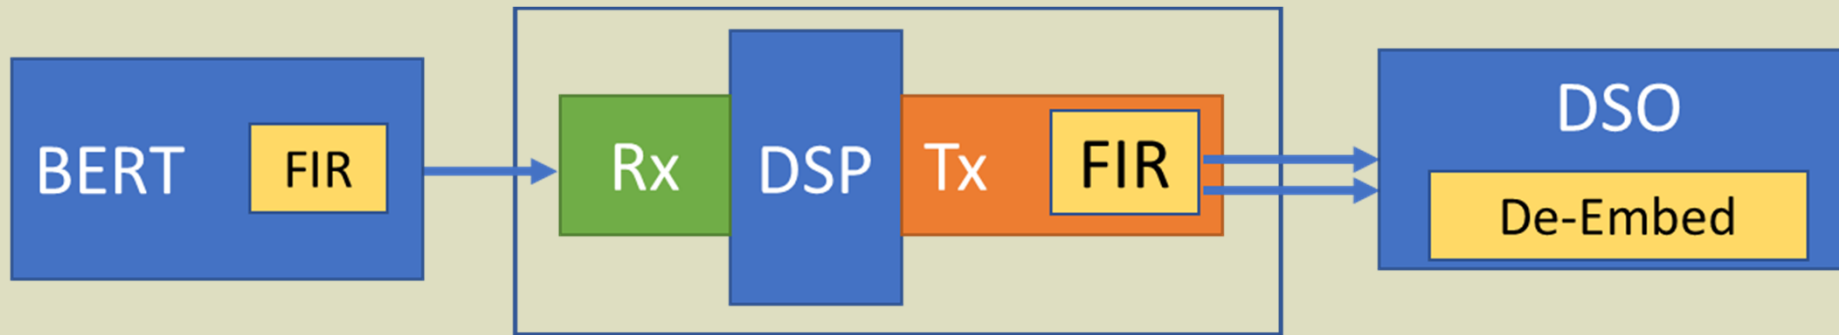 BERT
FIR
Rx
DSP
Tx
FIR
DSO
De-Embed